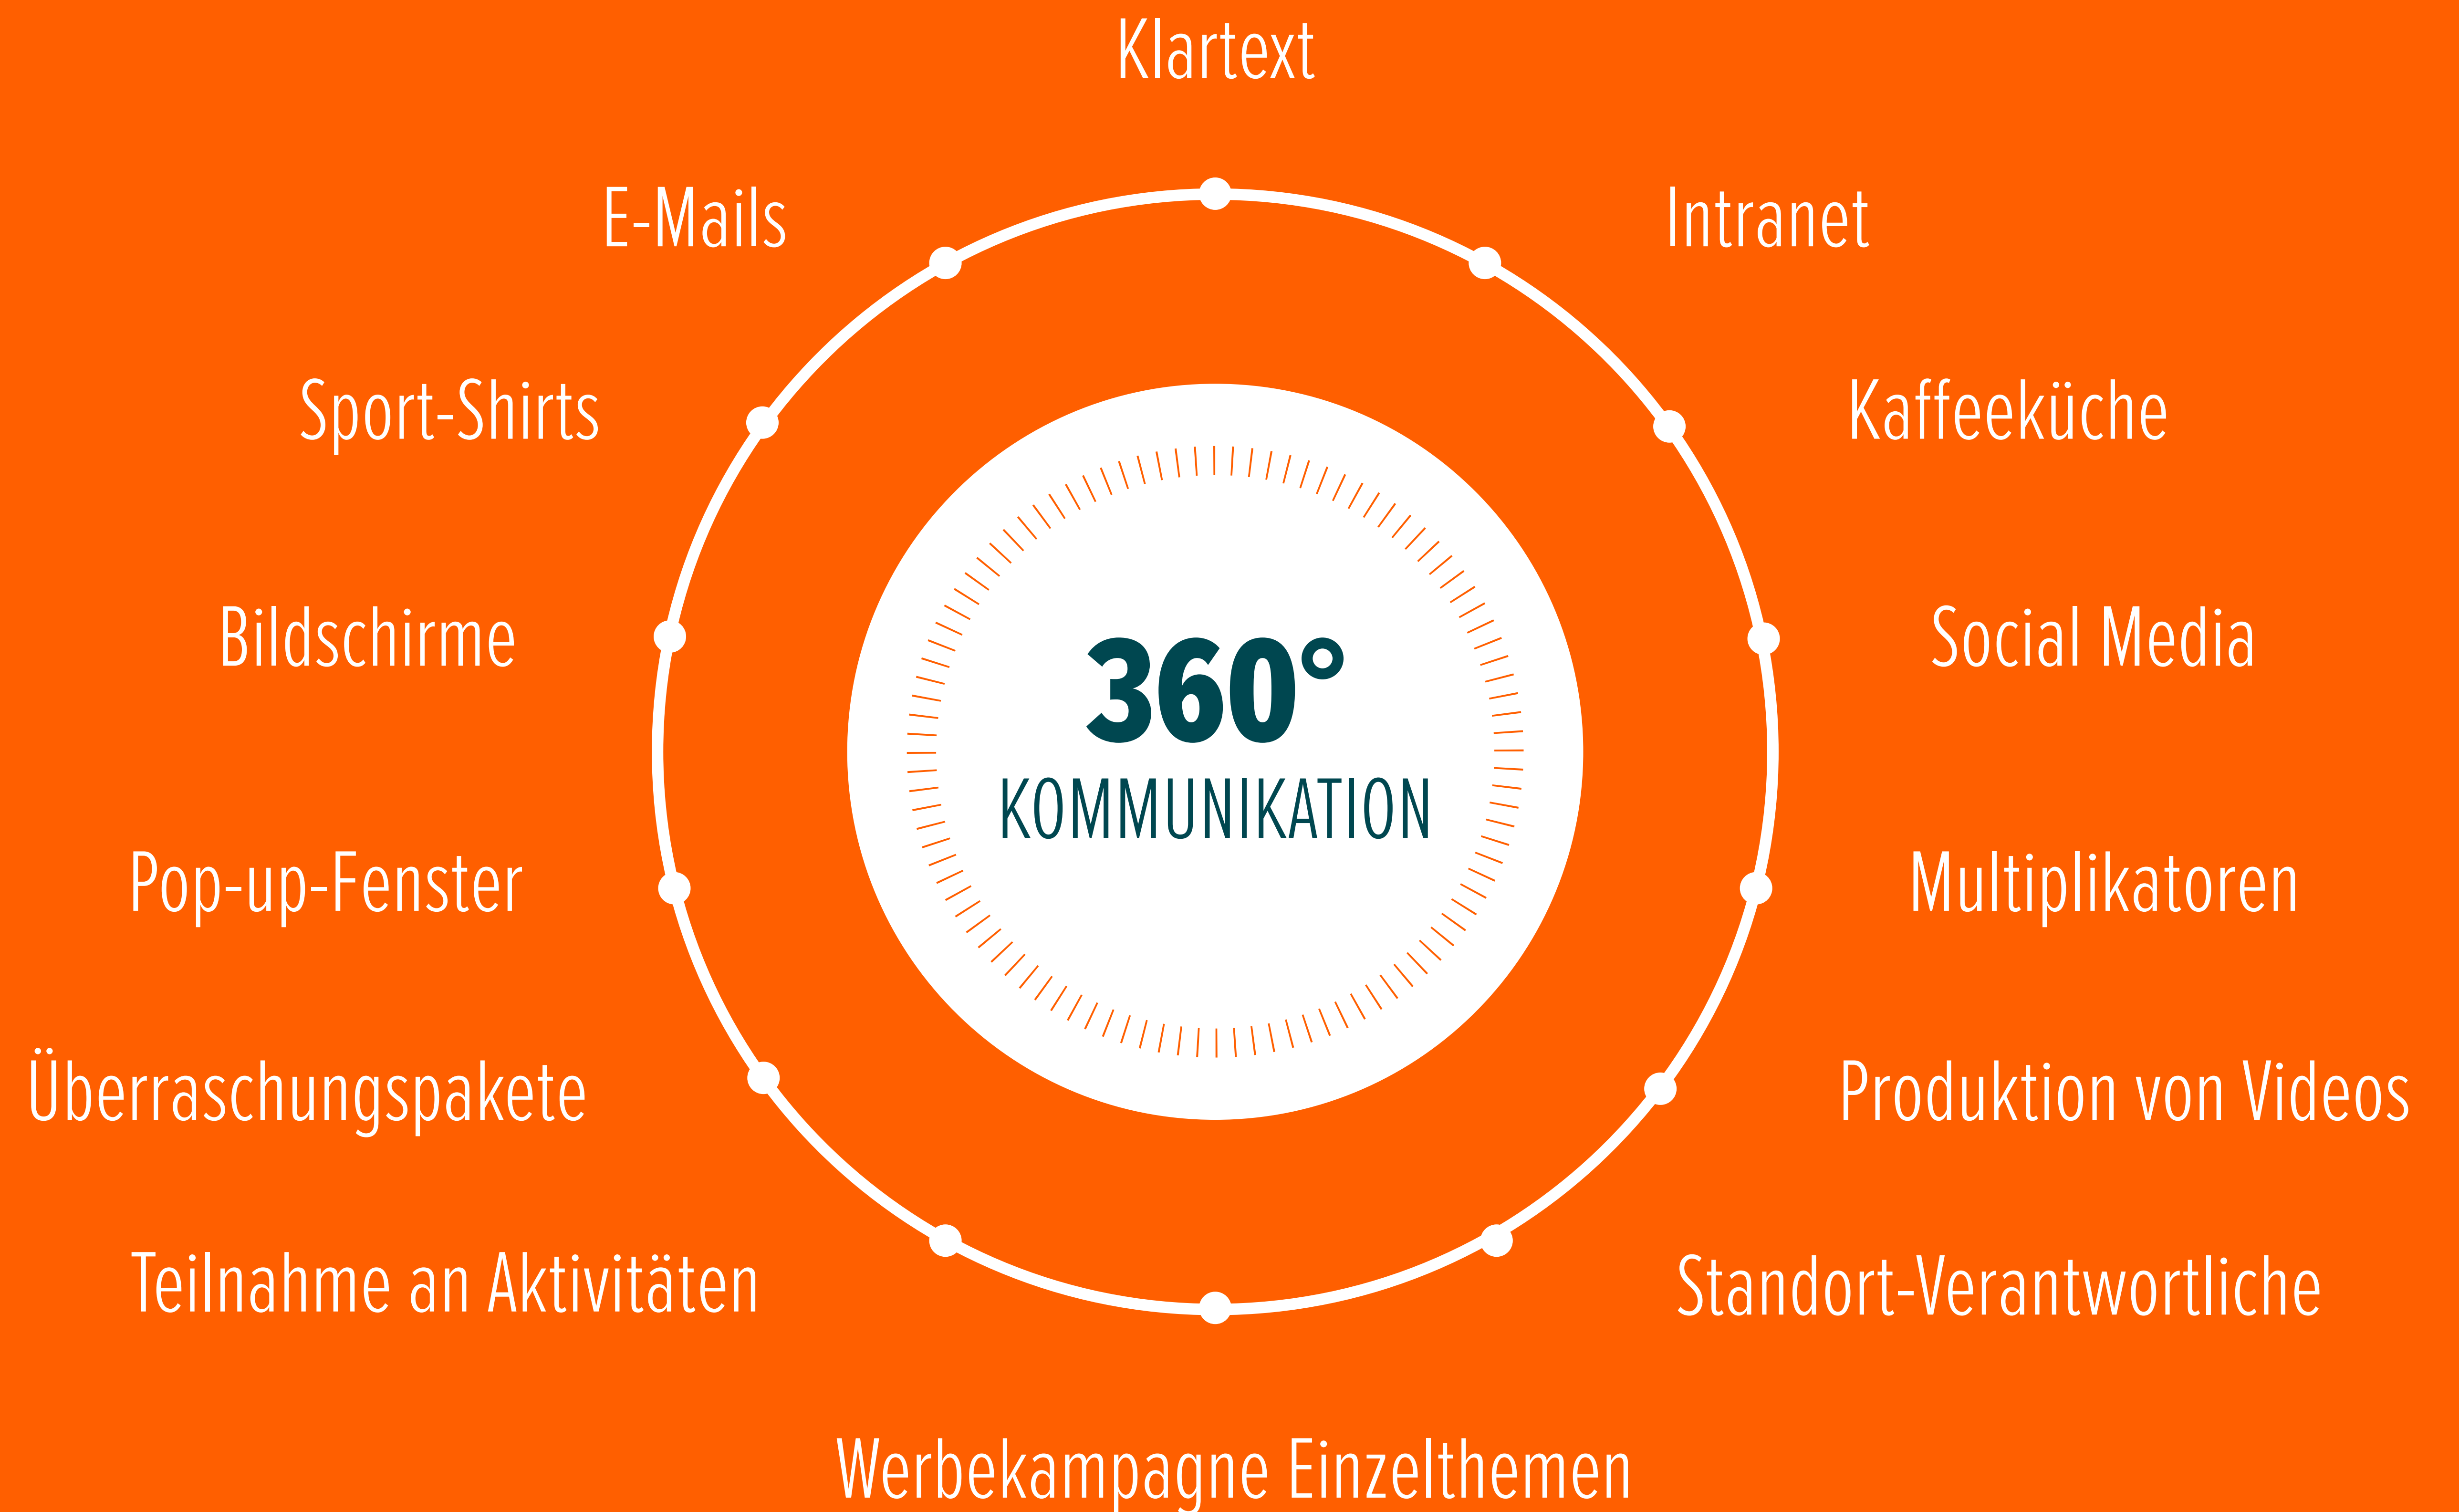 Klartext
E-Mails
Intranet
Sport-Shirts
Kaffeeküche
Bildschirme
Social Media
360°
KOMMUNIKATION
Pop-up-Fenster
Multiplikatoren
Überraschungspakete
Produktion von Videos
Teilnahme an Aktivitäten
Standort-Verantwortliche
Werbekampagne Einzelthemen